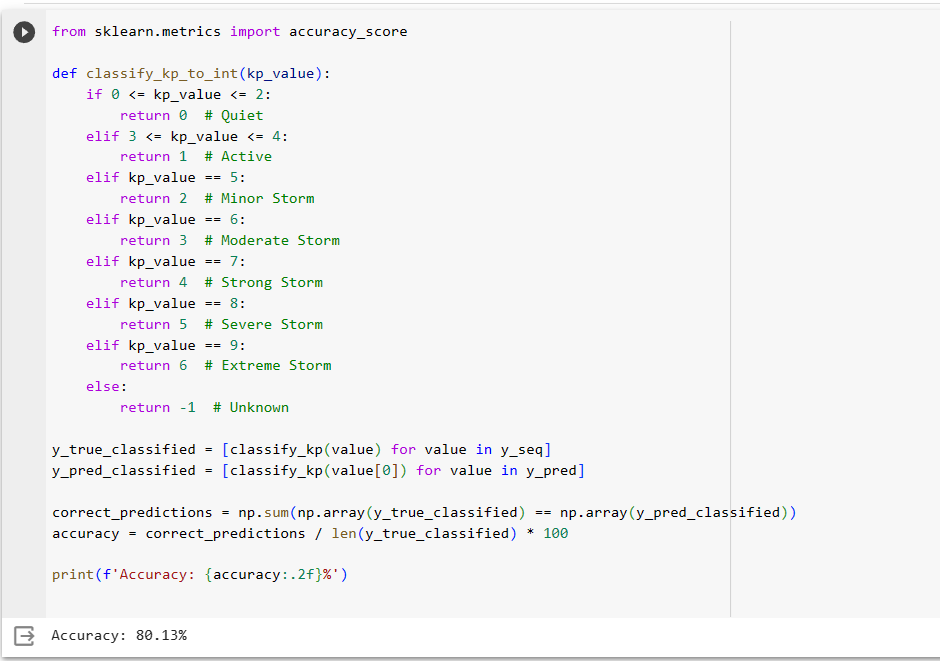 from sklearn.metrics import accuracy_score

def classify_kp_to_int(kp_value):
    if 0 <= kp_value <= 2:
        return 0  # Quiet
    elif 3 <= kp_value <= 4:
        return 1  # Active
    elif kp_value == 5:
        return 2  # Minor Storm
    elif kp_value == 6:
        return 3  # Moderate Storm
    elif kp_value == 7:
        return 4  # Strong Storm
    elif kp_value == 8:
        return 5  # Severe Storm
    elif kp_value == 9:
        return 6  # Extreme Storm
    else:
        return -1  # Unknown

y_true_classified = [classify_kp(value) for value in y_seq]
y_pred_classified = [classify_kp(value[0]) for value in y_pred]

correct_predictions = np.sum(np.array(y_true_classified) == np.array(y_pred_classified))
accuracy = correct_predictions / len(y_true_classified) * 100

print(f'Accuracy: {accuracy:.2f}%')

Accuracy: 80.13%